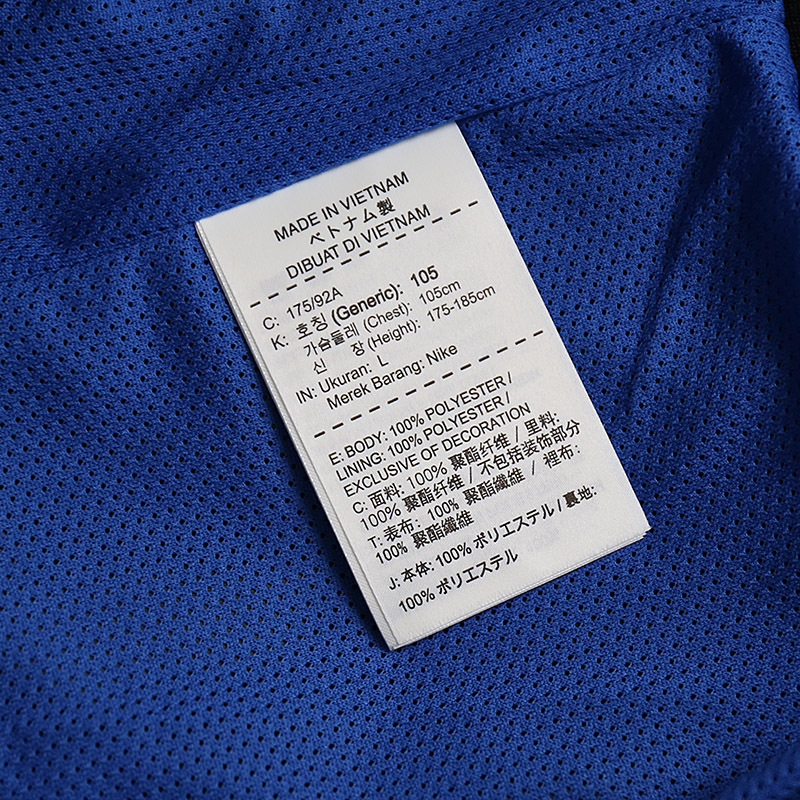 MADE IN VIETNAM
ベトナム製
DIBUAT DI VIETNAM
C: 175/92A
K: 호칭 (Generic): 105
가슴둘레 (Chest): 105cm
신 장 (Height): 175-185cm
IN: Ukuran: L
Merek Barang: Nike
E: BODY: 100% POLYESTER /
LINING: 100% POLYESTER /
EXCLUSIVE OF DECORATION
C: 面料: 100% 聚酯纤维 / 里料:
100% 聚酯纤维 / 不包括装饰部分
T: 表布: 100% 聚酯纖維 / 裡布:
100% 聚酯纖維
J: 本体: 100% ポリエステル / 裏地:
100% ポリエステル